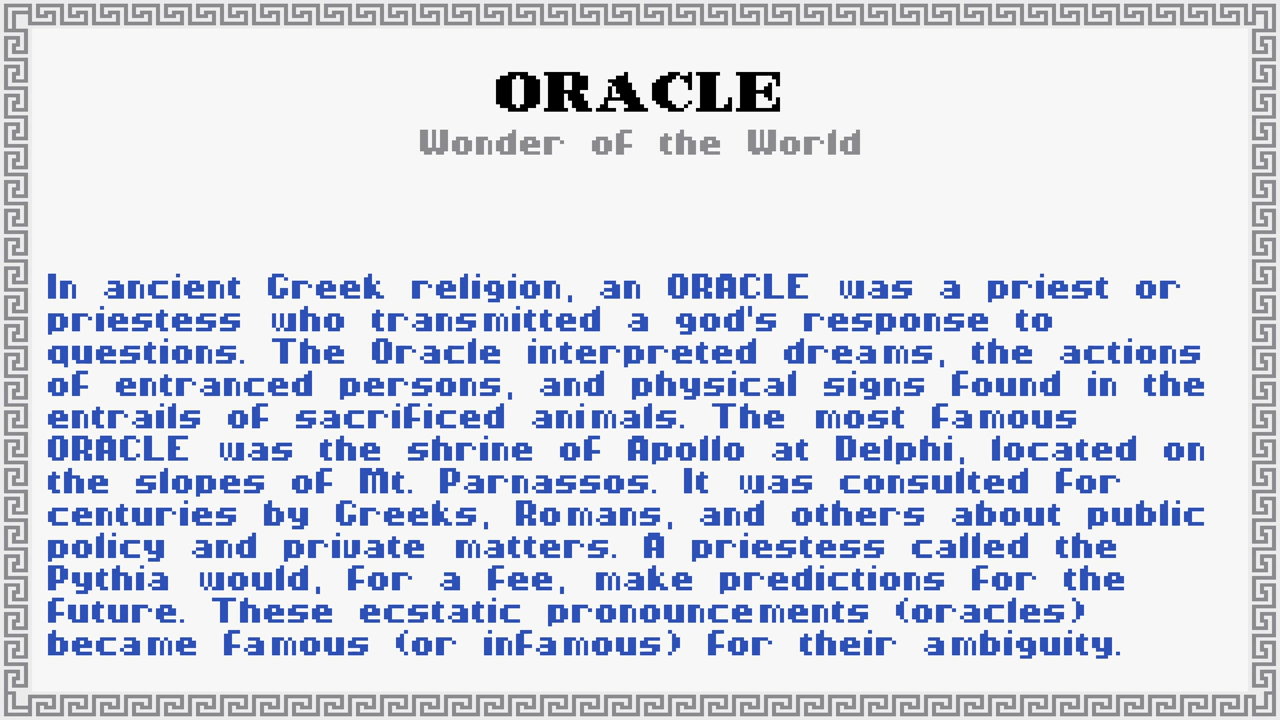 ORACLE
Wonder of the World
In ancient Greek religion, an ORACLE was a priest or
priestess who transmitted a god's response to
questions. The Oracle interpreted dreams, the actions
of entranced persons, and physical signs found in the
entrails of sacrificed animals. The most famous
ORACLE was the shrine of Apollo at Delphi, located on
the slopes of Mt. Parnassos. It was consulted for
centuries by Greeks, Romans, and others about public
policy and private matters. A priestess called the
Pythia would, for a fee, make predictions for the
future. These ecstatic pronouncements (oracles)
became famous (or infamous) for their ambiguity.